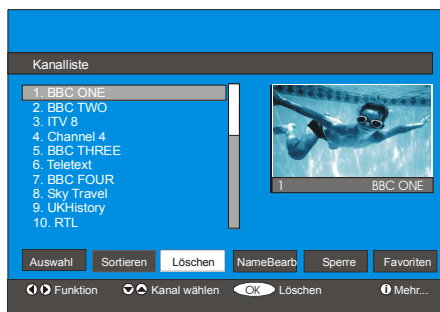 Kanalliste
1. BBC ONE
2. BBC TWO
3. ITV 8
4. Channel 4
5. BBC THREE
6. Teletext
7. BBC FOUR
8. Sky Travel
9. UKHistory
10. RTL
1 BBC ONE
Auswahl Sortieren Löschen NameBearb Sperre Favoriten
Funktion Kanal wählen OK Löschen i Mehr...